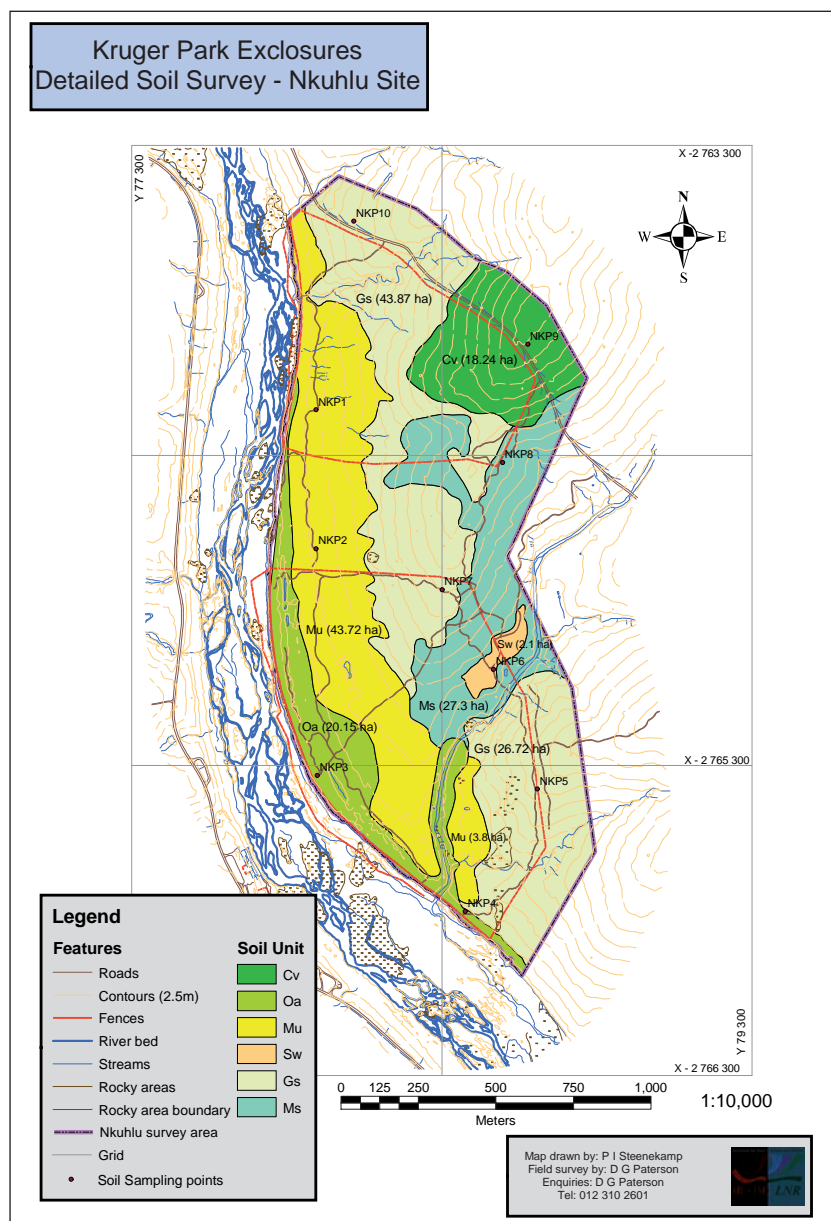 Kruger Park Exclosures
Detailed Soil Survey - Nkuhlu Site
Y 77 300
X - 2 763 300
N
W
E
S
NKP10
Gs (43.87 ha)
NKP9
Cv (18.24 ha)
NKP1
NKP8
NKP2
NKP7
Mu (43.72 ha)
Sw (2.1 ha)
NKP6
Ms (27.3 ha)
Oa (20.15 ha)
Gs (26.72 ha)
X - 2 765 300
NKP3
NKP5
Mu (3.8 ha)
NKP4
Y 79 300
X - 2 766 300
Legend
Features
Roads
Contours (2.5m)
Fences
River bed
Streams
Rocky areas
Rocky area boundary
Nkuhlu survey area
Grid
Soil Sampling points
Soil Unit
Cv
Oa
Mu
Sw
Gs
Ms
0 125 250 500 750 1,000
Meters
1:10,000
Map drawn by: P I Steenekamp
Field survey by: D G Paterson
Enquiries: D G Paterson
Tel: 012 310 2601
LNR